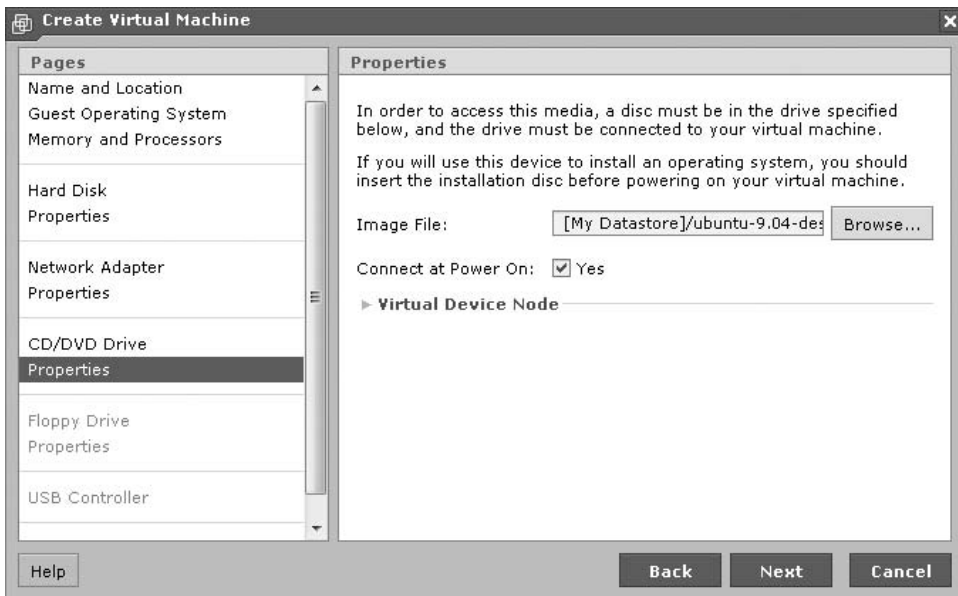 Create Virtual Machine
Pages
Name and Location
Guest Operating System
Memory and Processors
Hard Disk
Properties
Network Adapter
Properties
CD/DVD Drive
Properties
Floppy Drive
Properties
USB Controller
Properties
In order to access this media, a disc must be in the drive specified
below, and the drive must be connected to your virtual machine.
If you will use this device to install an operating system, you should
insert the installation disc before powering on your virtual machine.
Image File: [My Datastore]/ubuntu-9.04-des Browse...
Connect at Power On: Yes
Virtual Device Node
Help Back Next Cancel